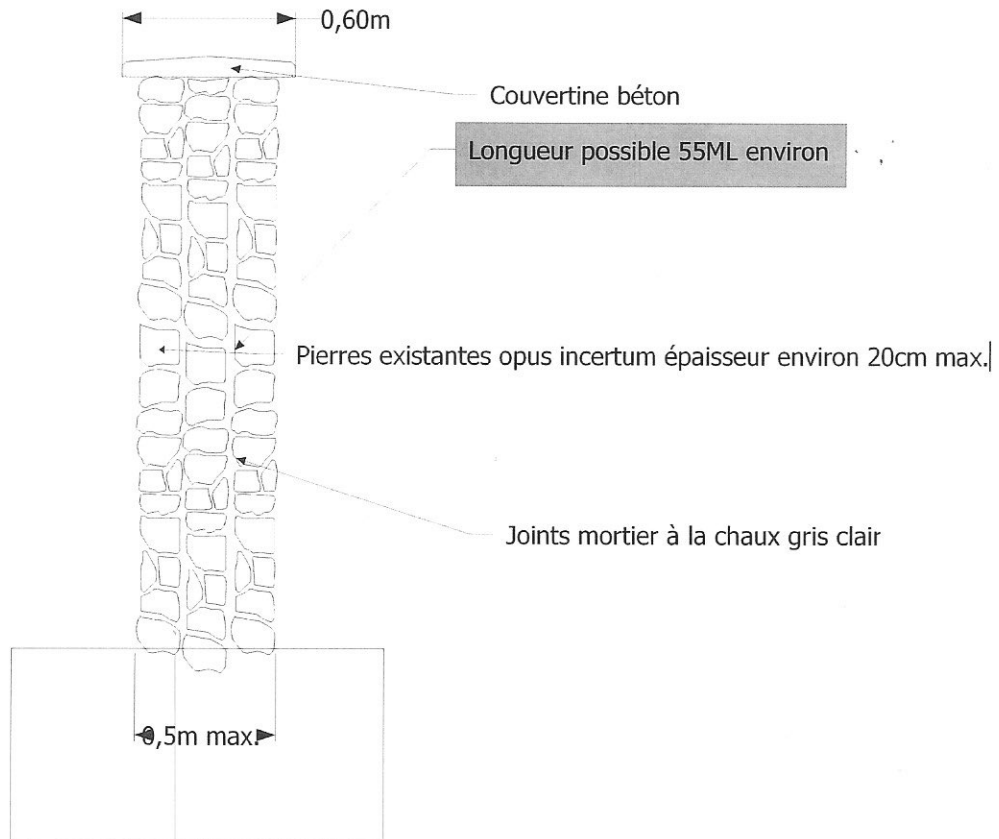 0,60m
Couvertine béton
Longueur possible 55ML environ
Pierres existantes opus incertum épaisseur environ 20cm max.
Joints mortier à la chaux gris clair
0,5m max.